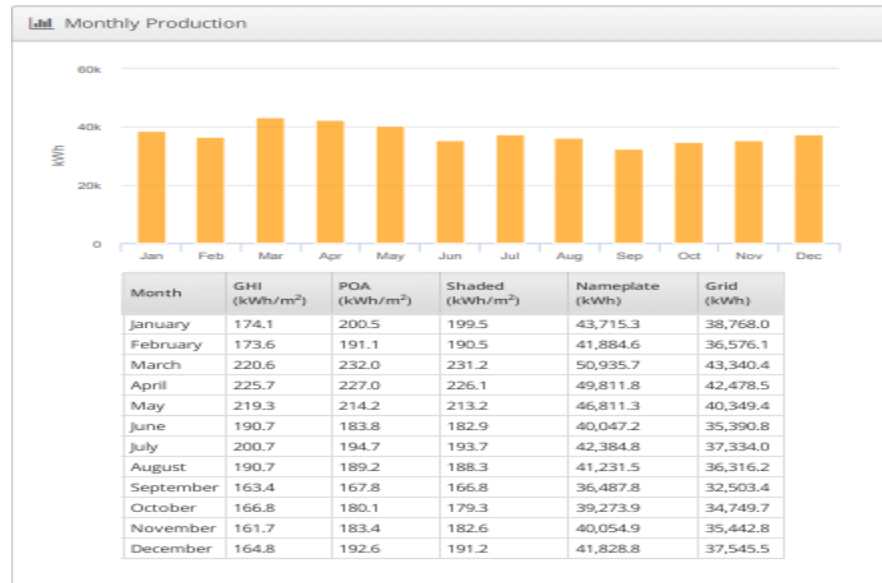 Monthly Production
60k
40k
20k
0
kWh
Jan Feb Mar Apr May Jun Jul Aug Sep Oct Nov Dec
Month GHI (kWh/m²) POA (kWh/m²) Shaded (kWh/m²) Nameplate (kWh) Grid (kWh)
January 174.1 200.5 199.5 43,715.3 38,768.0
February 173.6 191.1 190.5 41,884.6 36,576.1
March 220.6 232.0 231.2 50,935.7 43,340.4
April 225.7 227.0 226.1 49,811.8 42,478.5
May 219.3 214.2 213.2 46,811.3 40,349.4
June 190.7 183.8 182.9 40,047.2 35,390.8
July 200.7 194.7 193.7 42,384.8 37,334.0
August 190.7 189.2 188.3 41,231.5 36,316.2
September 163.4 167.8 166.8 36,487.8 32,503.4
October 166.8 180.1 179.3 39,273.9 34,749.7
November 161.7 183.4 182.6 40,054.9 35,442.8
December 164.8 192.6 191.2 41,828.8 37,545.5